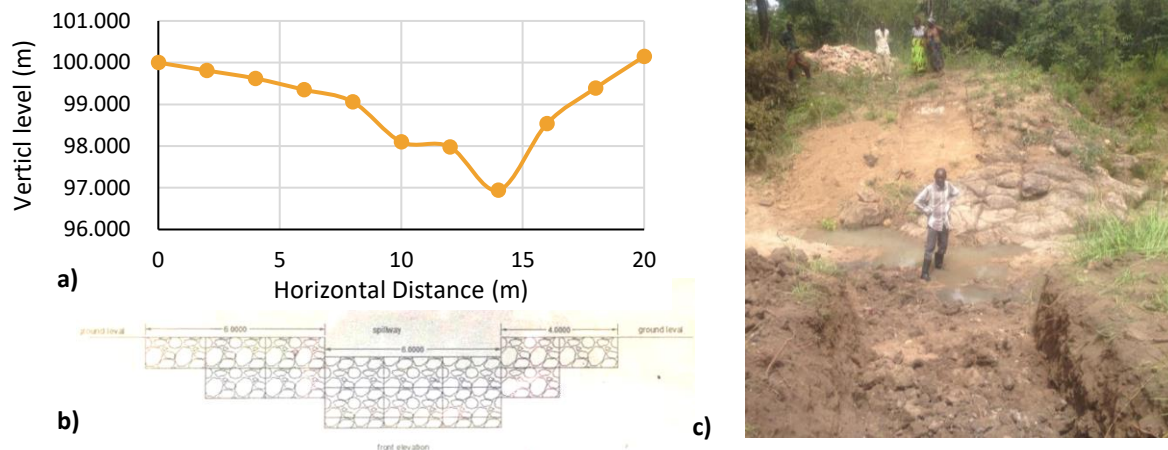 101.000
100.000
99.000
98.000
97.000
96.000
Verticl level (m)
0 5 10 15 20
Horizontal Distance (m)
a)
ground leval 6.0000 spillway 4.0000 ground leval
6.0000
b)
front elevation
c)